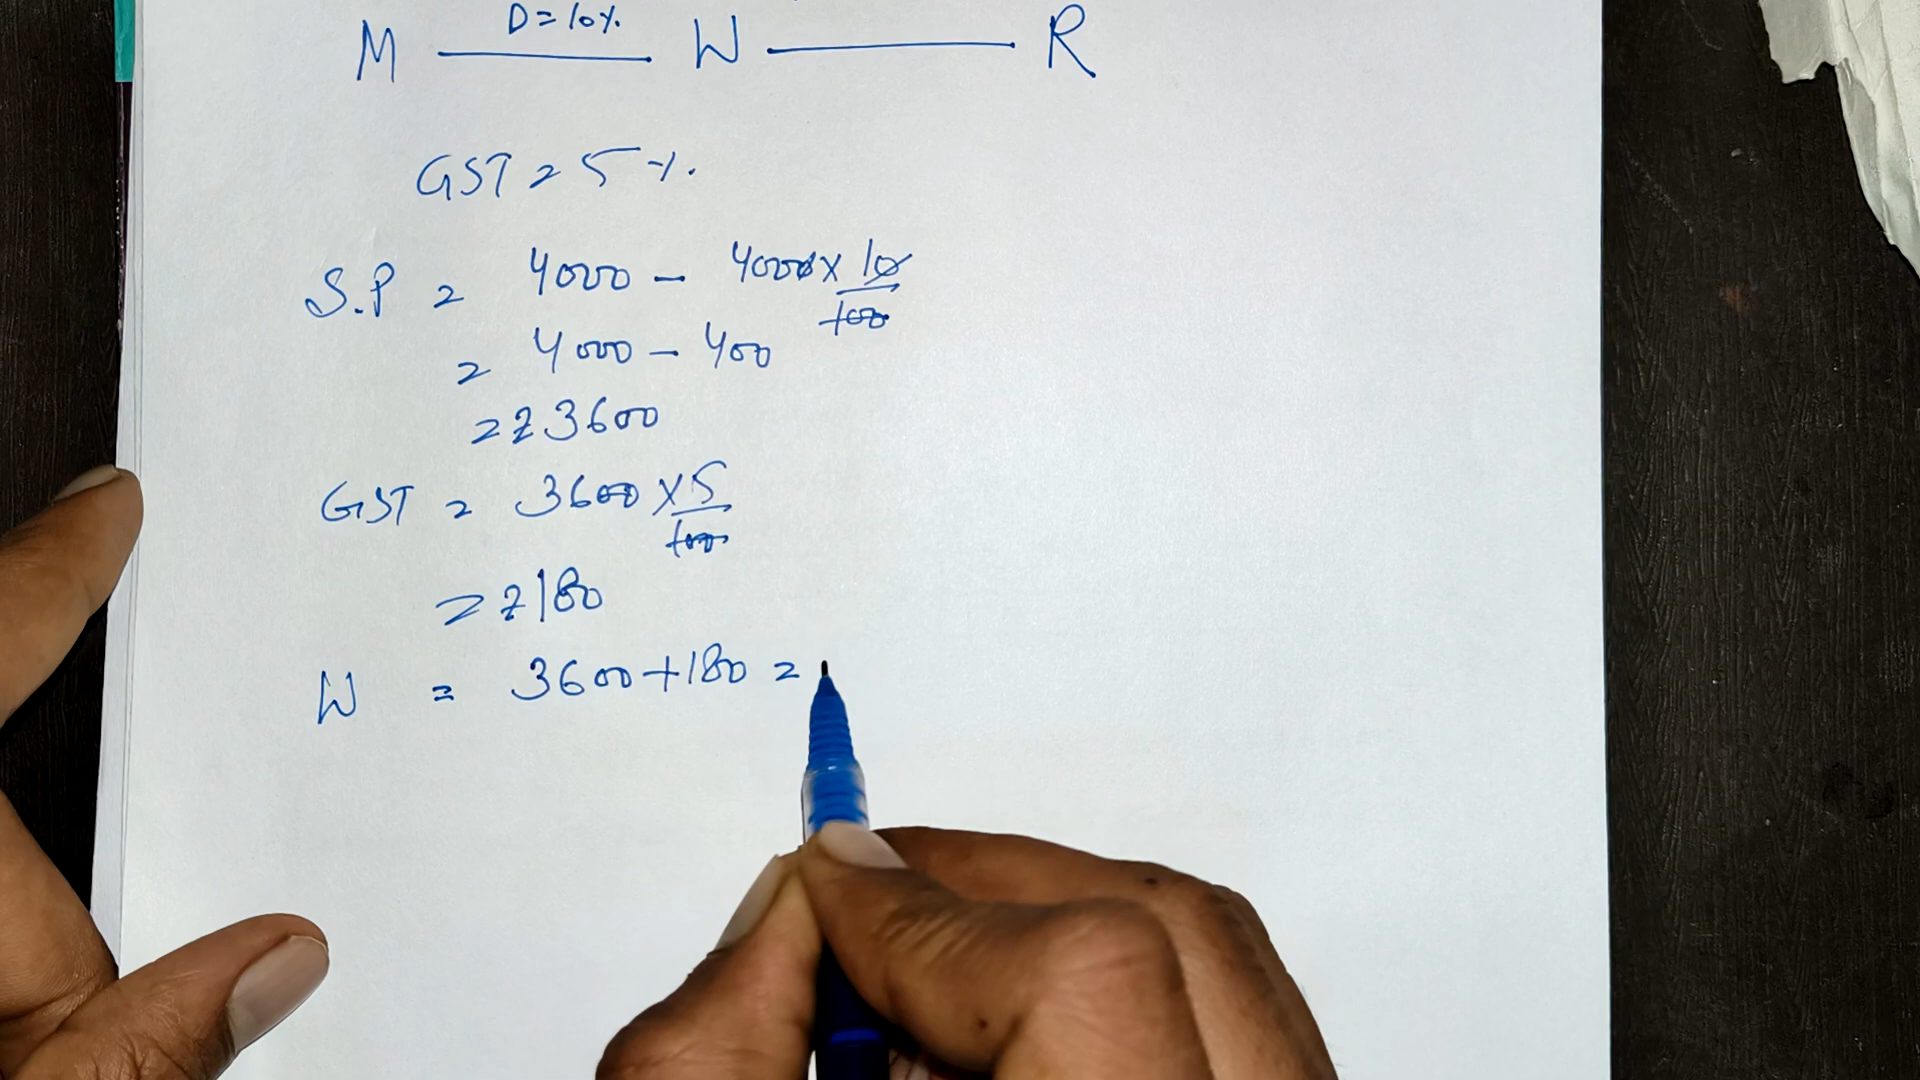 D = 10%
M — W — R
GST = 5%.
S.P = 4000 - 4000 × 10/100
= 4000 - 400
= ₹ 3600
GST = 3600 × 5/100
= ₹ 180
W = 3600 + 180 =